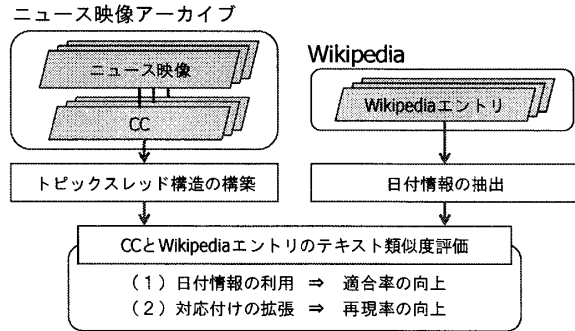 ニュース映像アーカイブ
ニュース映像
CC
Wikipedia
Wikipediaエントリ
トピックスレッド構造の構築
日付情報の抽出
CCとWikipediaエントリのテキスト類似度評価
(1)日付情報の利用 ⇒ 適合率の向上
(2)対応付けの拡張 ⇒ 再現率の向上